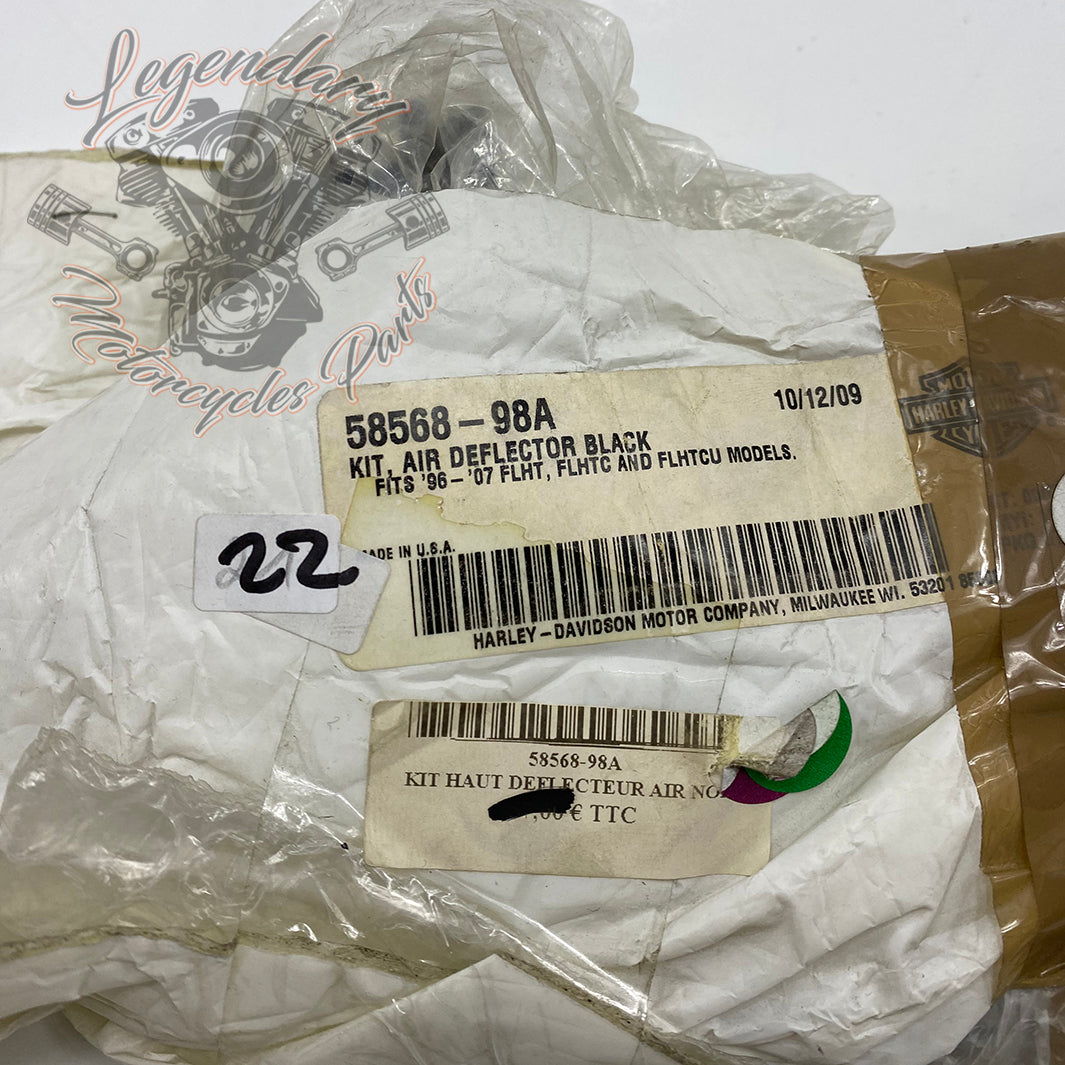 Legendary
Motorcycles Parts
58568-98A
10/12/09
KIT, AIR DEFLECTOR BLACK
FITS '96-'07 FLHT, FLHTC AND FLHTCU MODELS.
MADE IN U.S.A.
22
HARLEY-DAVIDSON MOTOR COMPANY, MILWAUKEE WI. 53201
HARLEY
58568-98A
KIT HAUT DEFLECTEUR AIR
,00 € TTC